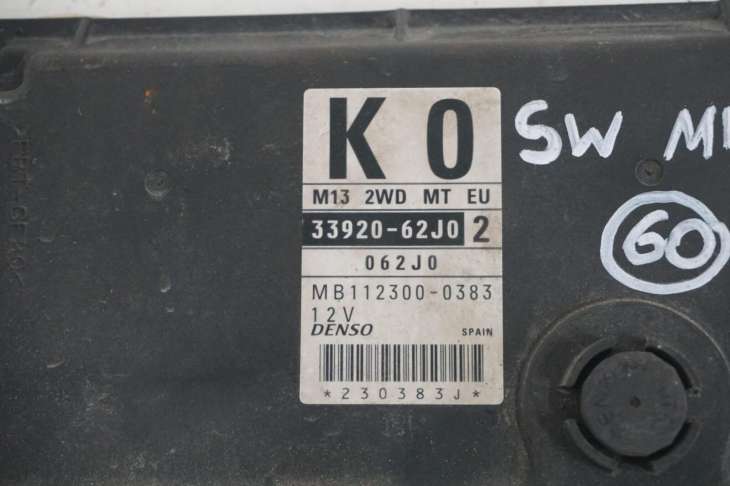 K 0
M13 2WD MT EU
33920-62J0 2
062J0
MB112300-0383
12V
DENSO SPAIN
*230383J*
SW
60